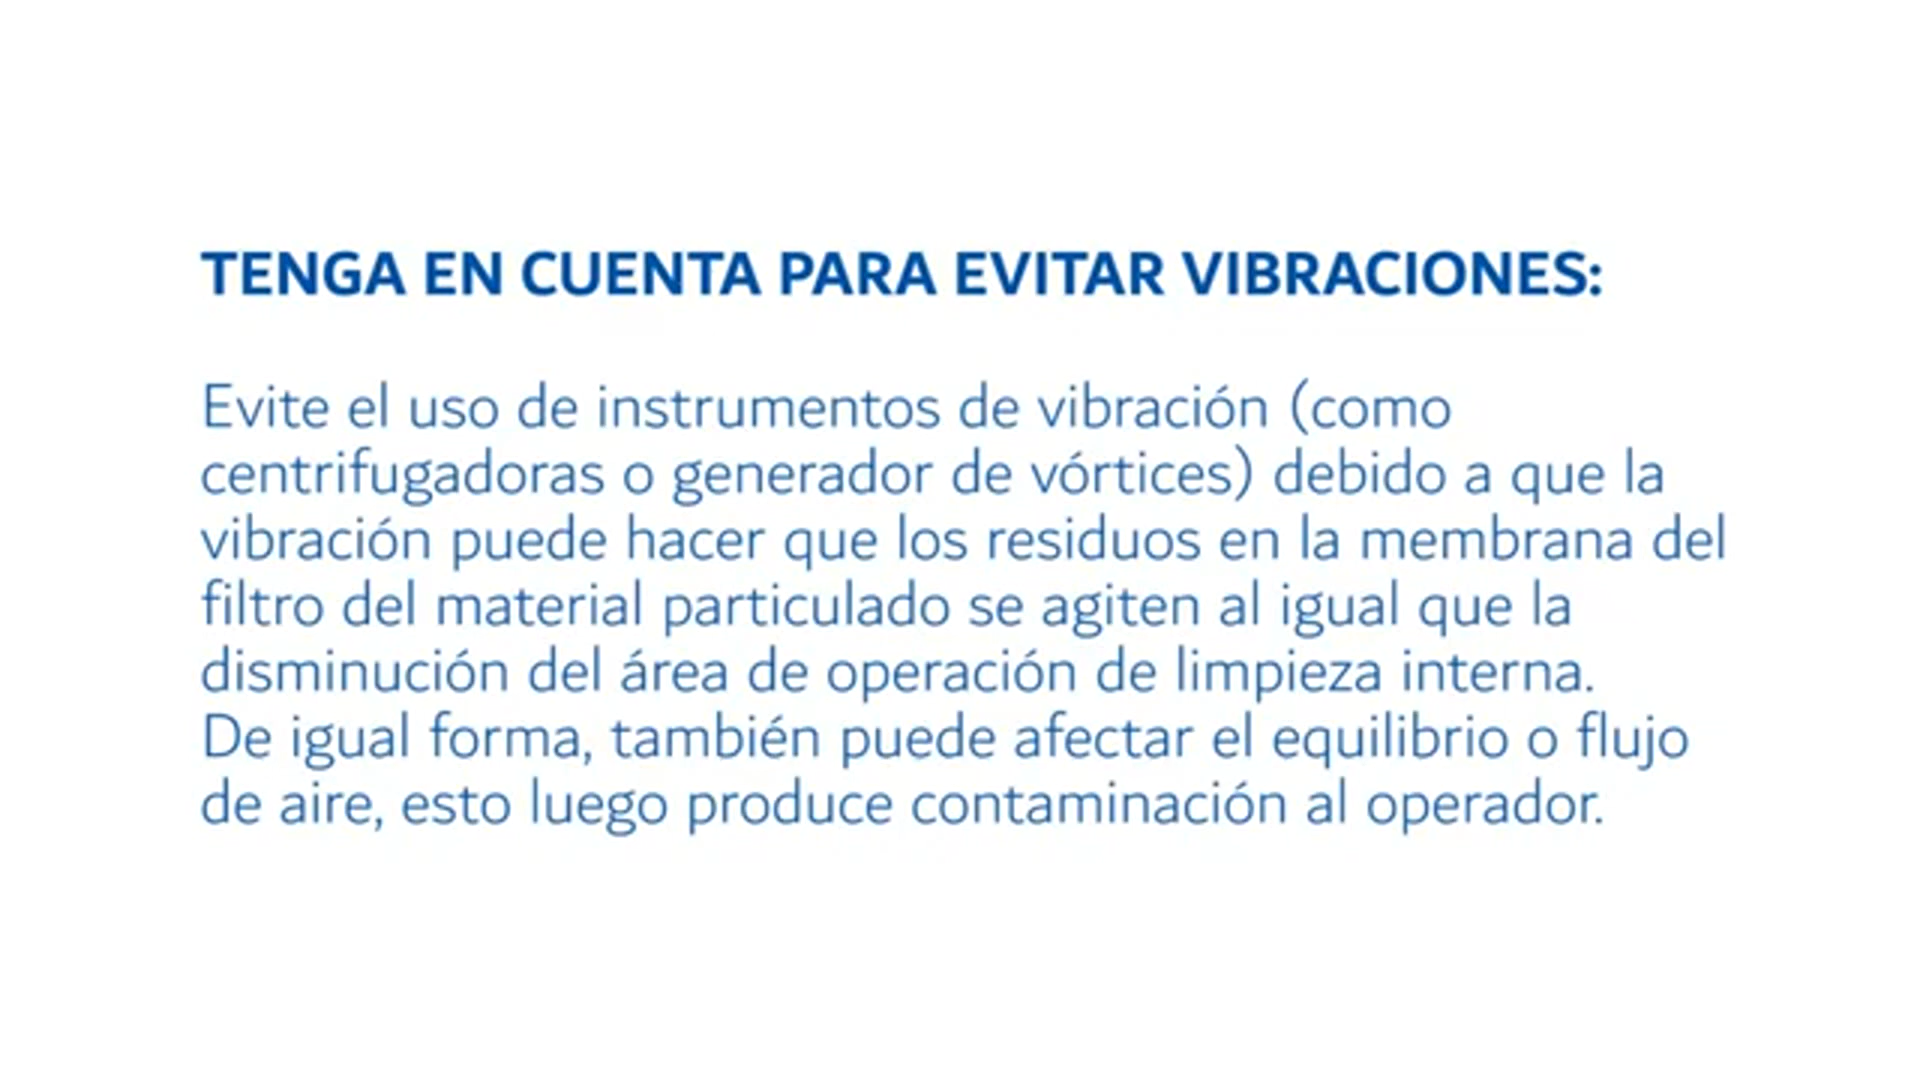 TENGA EN CUENTA PARA EVITAR VIBRACIONES:
Evite el uso de instrumentos de vibración (como
centrifugadoras o generador de vórtices) debido a que la
vibración puede hacer que los residuos en la membrana del
filtro del material particulado se agiten al igual que la
disminución del área de operación de limpieza interna.
De igual forma, también puede afectar el equilibrio o flujo
de aire, esto luego produce contaminación al operador.